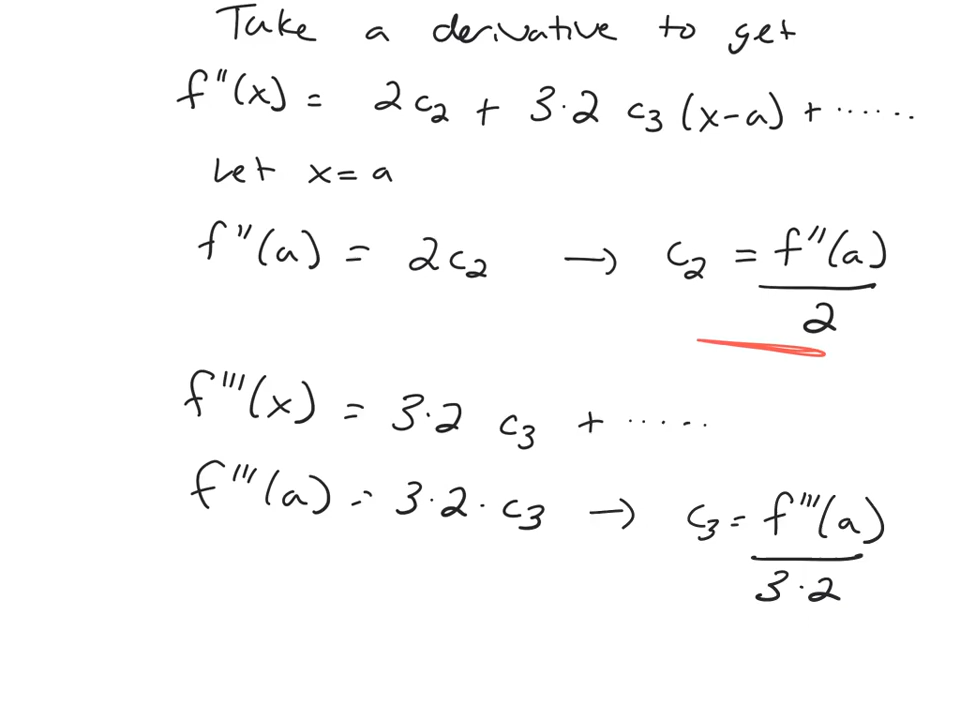 Take a derivative to get
f''(x) = 2c₂ + 3·2 c₃ (x-a) + ······
Let x = a
f''(a) = 2c₂ → c₂ = f''(a)/2
f'''(x) = 3·2 c₃ + ·····
f'''(a) = 3·2·c₃ → c₃ = f'''(a)/3·2